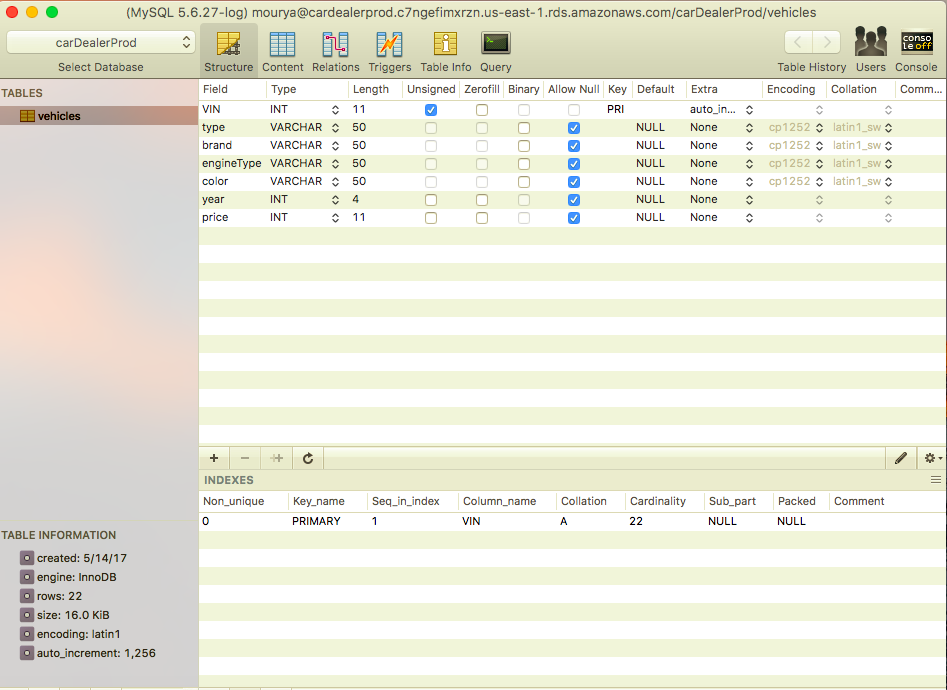 (MySQL 5.6.27-log) mourya@cardealerprod.c7ngefimxrzn.us-east-1.rds.amazonaws.com/carDealerProd/vehicles
carDealerProd
Select Database Structure Content Relations Triggers Table Info Query Table History Users Console
conso
le off
TABLES
vehicles
Field Type Length Unsigned Zerofill Binary Allow Null Key Default Extra Encoding Collation Comm...
VIN INT 11 PRI auto_in...
type VARCHAR 50 NULL None cp1252 latin1_sw
brand VARCHAR 50 NULL None cp1252 latin1_sw
engineType VARCHAR 50 NULL None cp1252 latin1_sw
color VARCHAR 50 NULL None cp1252 latin1_sw
year INT 4 NULL None
price INT 11 NULL None
INDEXES
Non_unique Key_name Seq_in_index Column_name Collation Cardinality Sub_part Packed Comment
0 PRIMARY 1 VIN A 22 NULL NULL
TABLE INFORMATION
created: 5/14/17
engine: InnoDB
rows: 22
size: 16.0 KiB
encoding: latin1
auto_increment: 1,256